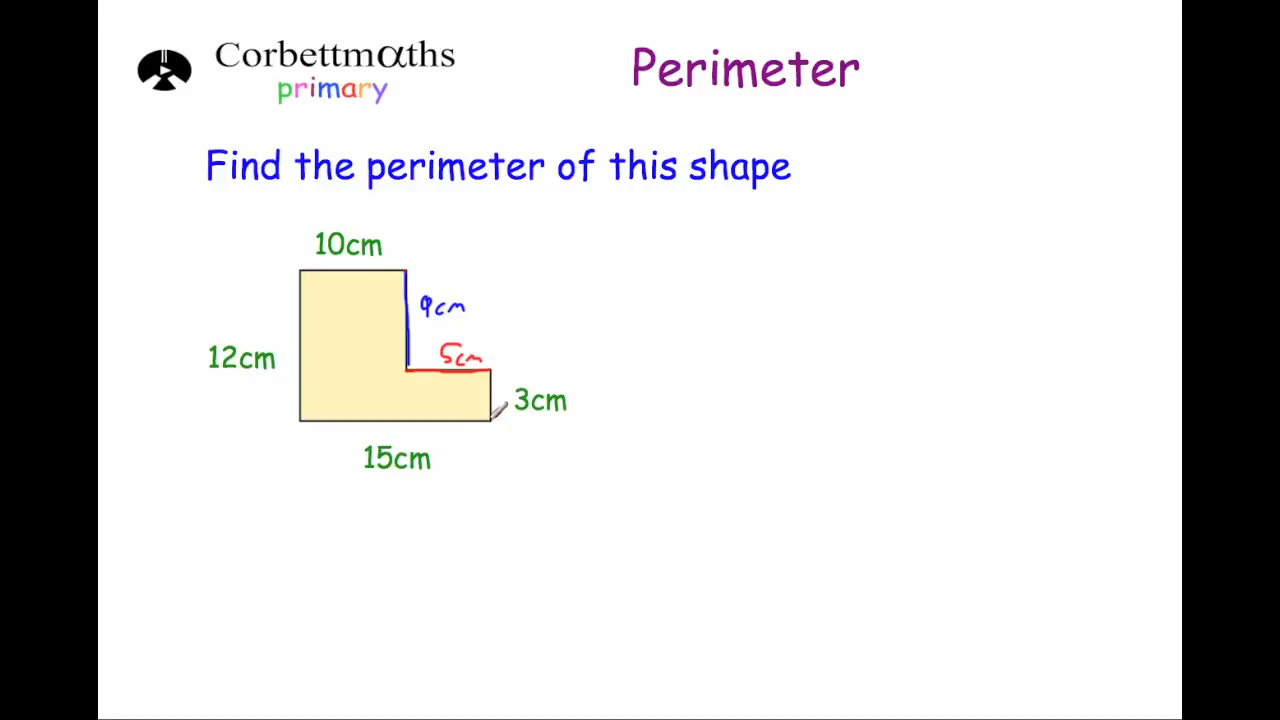 Corbettmαths
primary
Perimeter
Find the perimeter of this shape
10cm
9cm
5cm
12cm
3cm
15cm